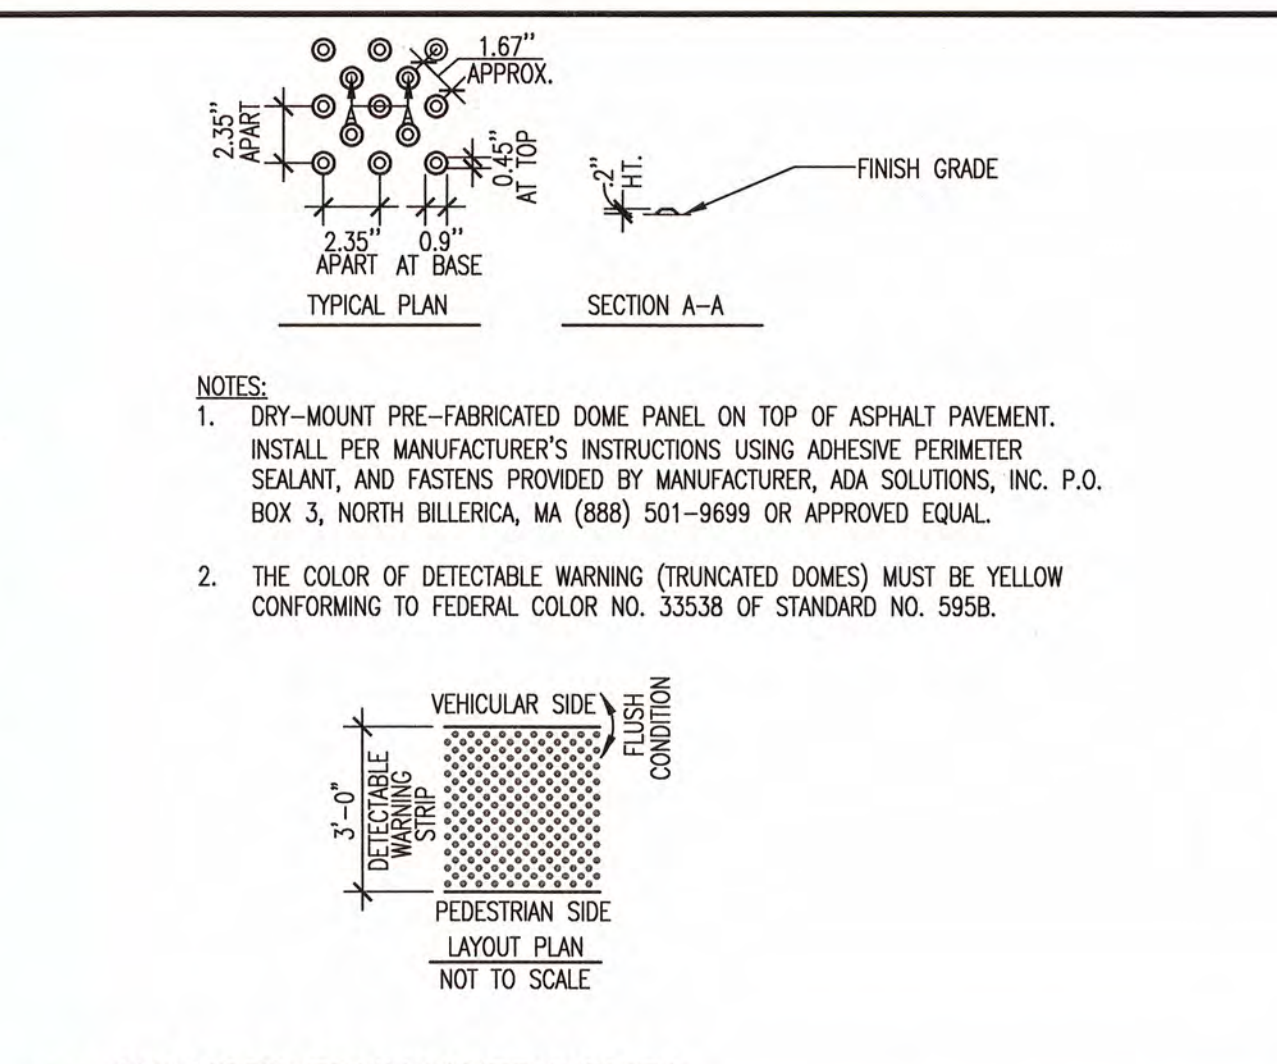 1.67"
APPROX.
2.35"
APART
0.45"
AT TOP
2.35"
APART
0.9"
AT BASE
TYPICAL PLAN
.2"
HT.
FINISH GRADE
SECTION A-A
NOTES:
1. DRY-MOUNT PRE-FABRICATED DOME PANEL ON TOP OF ASPHALT PAVEMENT.
INSTALL PER MANUFACTURER'S INSTRUCTIONS USING ADHESIVE PERIMETER
SEALANT, AND FASTENS PROVIDED BY MANUFACTURER, ADA SOLUTIONS, INC. P.O.
BOX 3, NORTH BILLERICA, MA (888) 501-9699 OR APPROVED EQUAL.
2. THE COLOR OF DETECTABLE WARNING (TRUNCATED DOMES) MUST BE YELLOW
CONFORMING TO FEDERAL COLOR NO. 33538 OF STANDARD NO. 595B.
VEHICULAR SIDE
FLUSH
CONDITION
3'-0"
DETECTABLE
WARNING
STRIP
PEDESTRIAN SIDE
LAYOUT PLAN
NOT TO SCALE